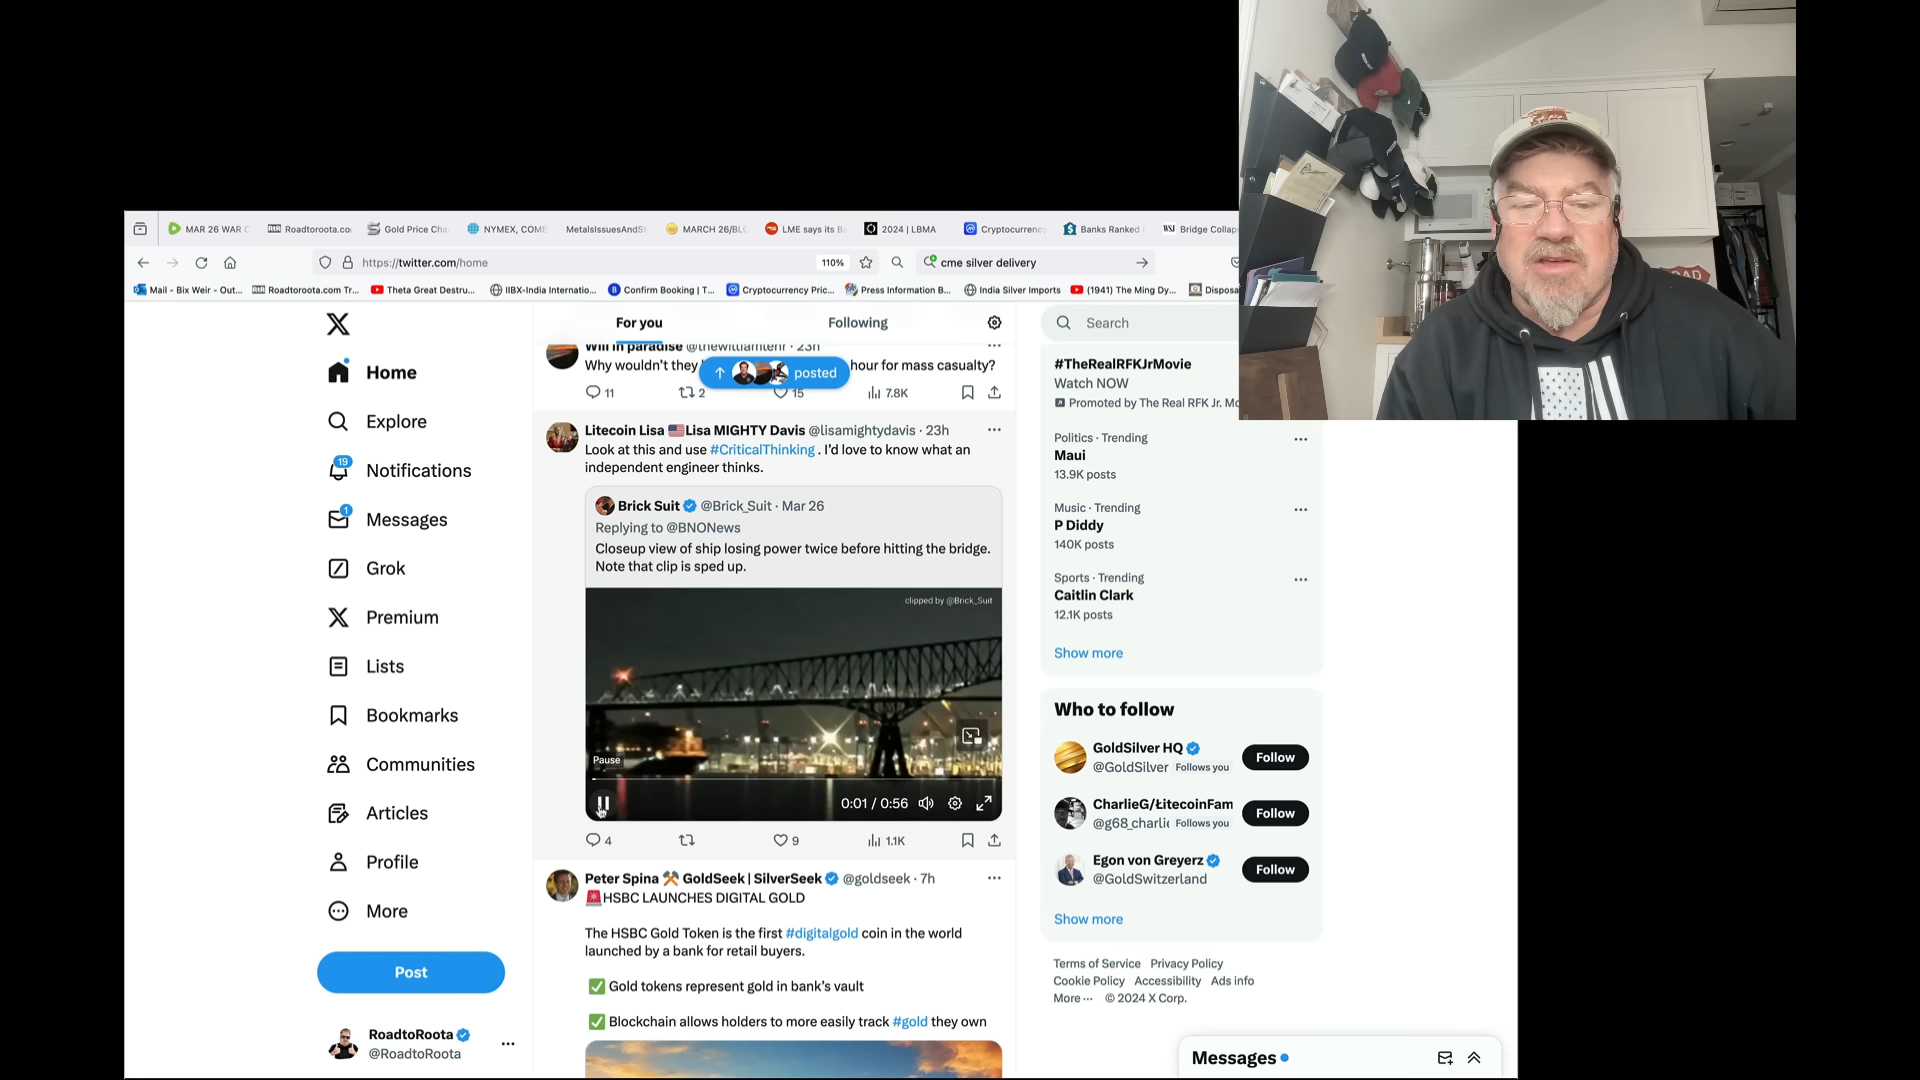 MAR 26 WAR
Roadtoroota.co
Gold Price Cha
NYMEX, COME
MetalsIssuesAndS
MARCH 26/BL
LME says its B
2024 | LBMA
Cryptocurrency
Banks Ranked
WSJ Bridge Collap
https://twitter.com/home
110%
cme silver delivery
Mail - Bix Weir - Out...
Roadtoroota.com Tr...
Theta Great Destru...
IIBX-India Internatio...
Confirm Booking | T...
Cryptocurrency Pric...
Press Information B...
India Silver Imports
(1941) The Ming Dy...
Disposa
Home
Explore
19
Notifications
1
Messages
Grok
Premium
Lists
Bookmarks
Communities
Articles
Profile
More
Post
RoadtoRoota
@RoadtoRoota
For you
Following
Will in paradise @thewilliamtehr · 23h
Why wouldn't they
hour for mass casualty?
posted
11
2
15
7.8K
Litecoin Lisa 🇺🇸Lisa MIGHTY Davis @lisamightydavis · 23h
Look at this and use #CriticalThinking . I'd love to know what an
independent engineer thinks.
Brick Suit @Brick_Suit · Mar 26
Replying to @BNONews
Closeup view of ship losing power twice before hitting the bridge.
Note that clip is sped up.
clipped by @Brick_Suit
Pause
0:01 / 0:56
4
9
1.1K
Peter Spina ⚒️ GoldSeek | SilverSeek @goldseek · 7h
🚨HSBC LAUNCHES DIGITAL GOLD
The HSBC Gold Token is the first #digitalgold coin in the world
launched by a bank for retail buyers.
✅ Gold tokens represent gold in bank's vault
✅ Blockchain allows holders to more easily track #gold they own
Search
#TheRealRFKJrMovie
Watch NOW
Promoted by The Real RFK Jr. Mo
Politics · Trending
Maui
13.9K posts
Music · Trending
P Diddy
140K posts
Sports · Trending
Caitlin Clark
12.1K posts
Show more
Who to follow
GoldSilver HQ
@GoldSilver Follows you
Follow
CharlieG/ŁitecoinFam
@g68_charlie Follows you
Follow
Egon von Greyerz
@GoldSwitzerland
Follow
Show more
Terms of Service Privacy Policy
Cookie Policy Accessibility Ads info
More ··· © 2024 X Corp.
Messages